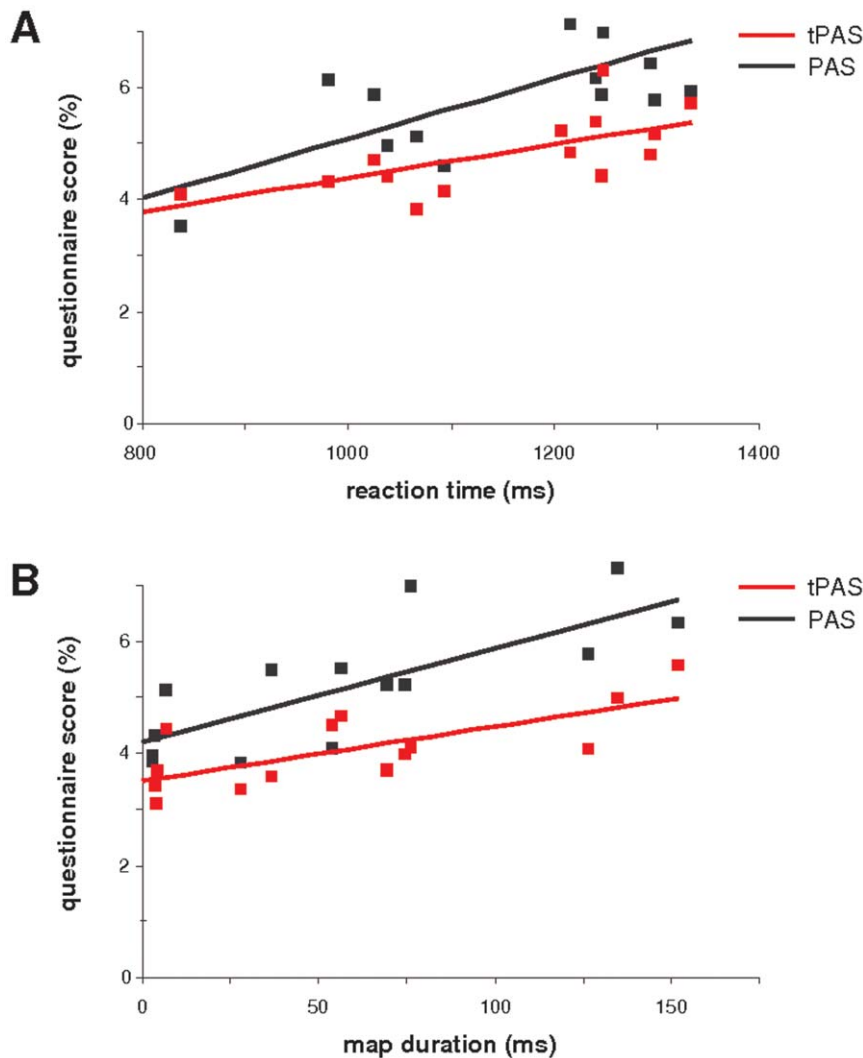 A
tPAS
PAS
questionnaire score (%)
6
4
2
0
800
1000
1200
1400
reaction time (ms)
B
tPAS
PAS
questionnaire score (%)
6
4
2
0
0
50
100
150
map duration (ms)